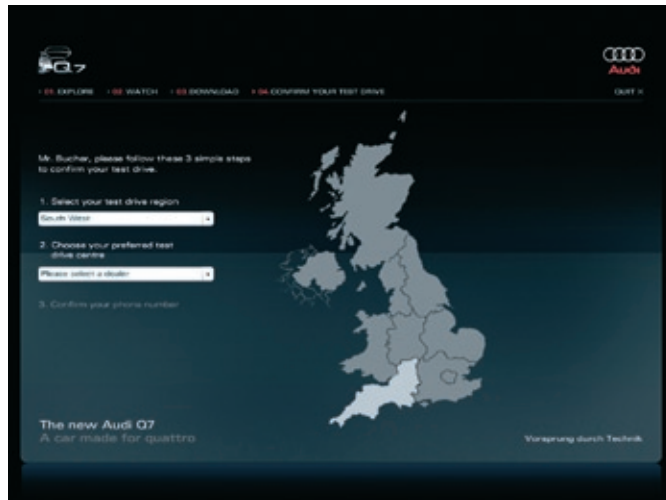 Q7
Audi
› 01. EXPLORE › 02. WATCH › 03. DOWNLOAD › 04. CONFIRM YOUR TEST DRIVE QUIT ×
Mr. Bucher, please follow these 3 simple steps
to confirm your test drive.
1. Select your test drive region
South West
2. Choose your preferred test
drive centre
Please select a dealer
3. Confirm your phone number
The new Audi Q7
A car made for quattro
Vorsprung durch Technik